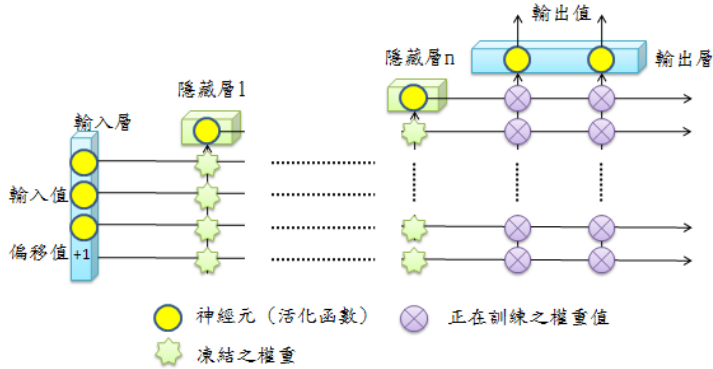 輸出值
輸出層
隱藏層n
隱藏層1
輸入層
輸入值
偏移值
+1
神經元（活化函數）
正在訓練之權重值
凍結之權重